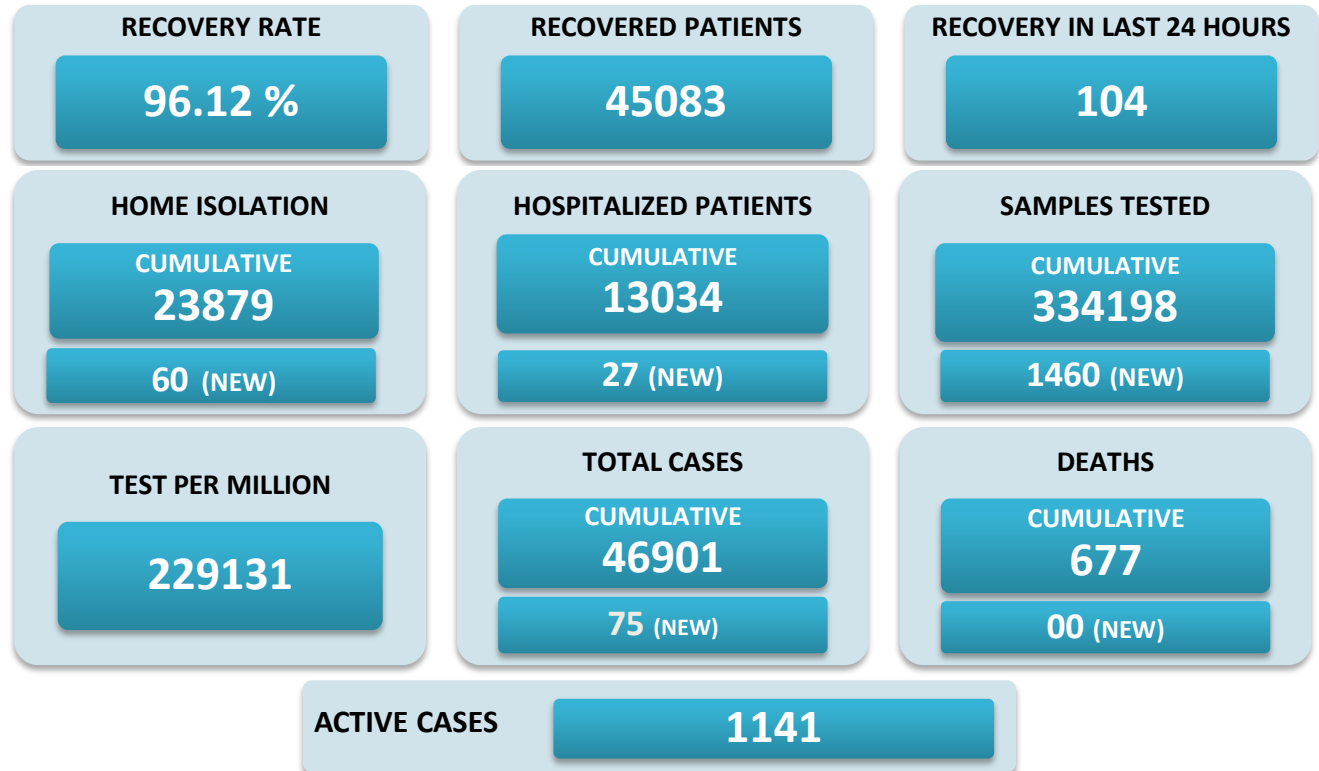 RECOVERY RATE
96.12 %
RECOVERED PATIENTS
45083
RECOVERY IN LAST 24 HOURS
104
HOME ISOLATION
CUMULATIVE
23879
60 (NEW)
HOSPITALIZED PATIENTS
CUMULATIVE
13034
27 (NEW)
SAMPLES TESTED
CUMULATIVE
334198
1460 (NEW)
TEST PER MILLION
229131
TOTAL CASES
CUMULATIVE
46901
75 (NEW)
DEATHS
CUMULATIVE
677
00 (NEW)
ACTIVE CASES
1141